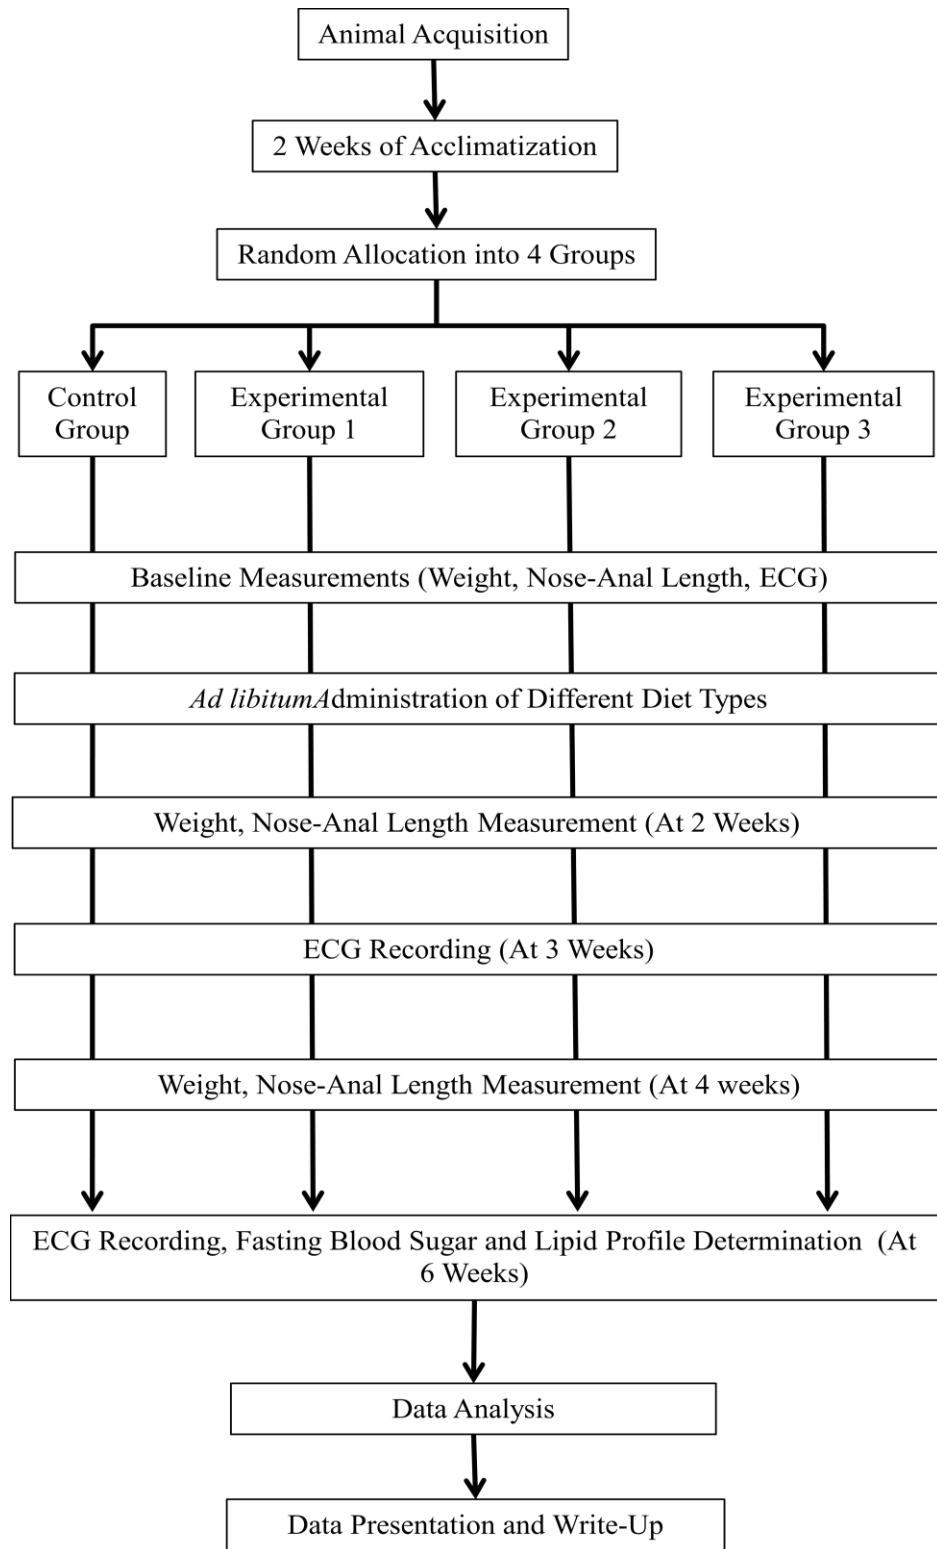 Animal Acquisition
2 Weeks of Acclimatization
Random Allocation into 4 Groups
Control
Group
Experimental
Group 1
Experimental
Group 2
Experimental
Group 3
Baseline Measurements (Weight, Nose-Anal Length, ECG)
Ad libitumAdministration of Different Diet Types
Weight, Nose-Anal Length Measurement (At 2 Weeks)
ECG Recording (At 3 Weeks)
Weight, Nose-Anal Length Measurement (At 4 weeks)
ECG Recording, Fasting Blood Sugar and Lipid Profile Determination (At
6 Weeks)
Data Analysis
Data Presentation and Write-Up